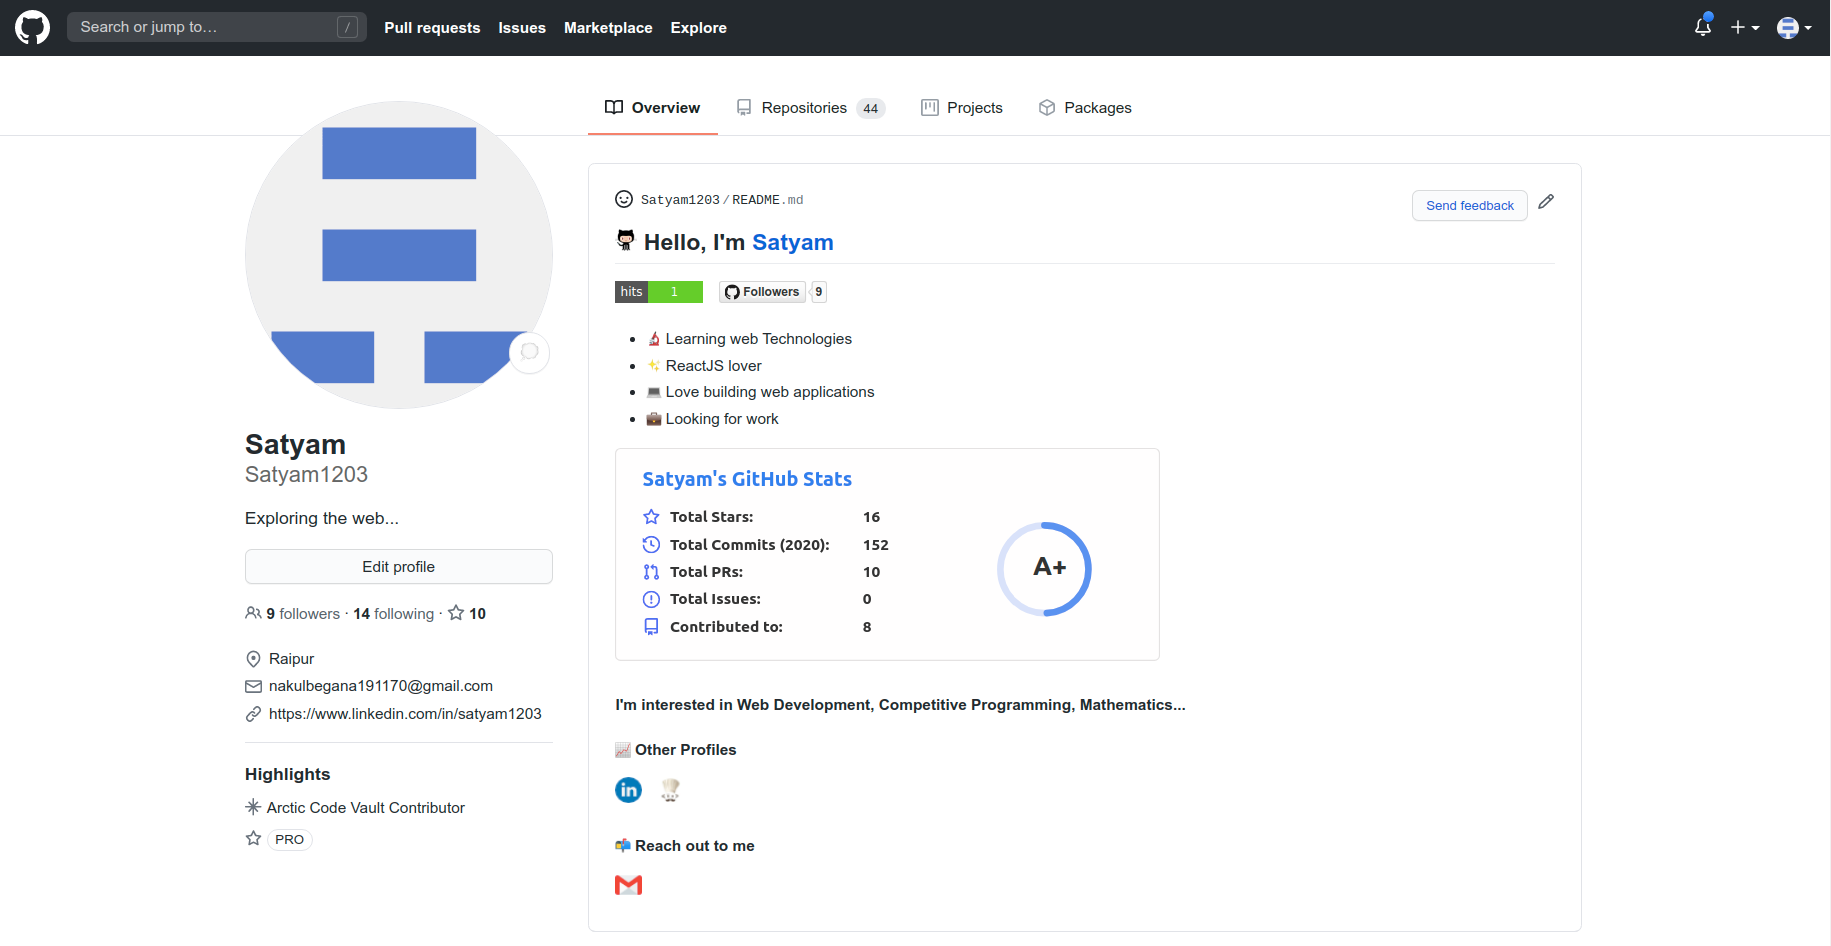 Search or jump to…
/
Pull requests Issues Marketplace Explore
Overview Repositories 44 Projects Packages
Satyam
Satyam1203
Exploring the web...
Edit profile
9 followers · 14 following · 10
Raipur
nakulbegana191170@gmail.com
https://www.linkedin.com/in/satyam1203
Highlights
Arctic Code Vault Contributor
PRO
Satyam1203/README.md
Send feedback
Hello, I'm Satyam
hits 1 Followers 9
Learning web Technologies
ReactJS lover
Love building web applications
Looking for work
Satyam's GitHub Stats
Total Stars: 16
Total Commits (2020): 152
Total PRs: 10
Total Issues: 0
Contributed to: 8
A+
I'm interested in Web Development, Competitive Programming, Mathematics...
Other Profiles
in
Reach out to me